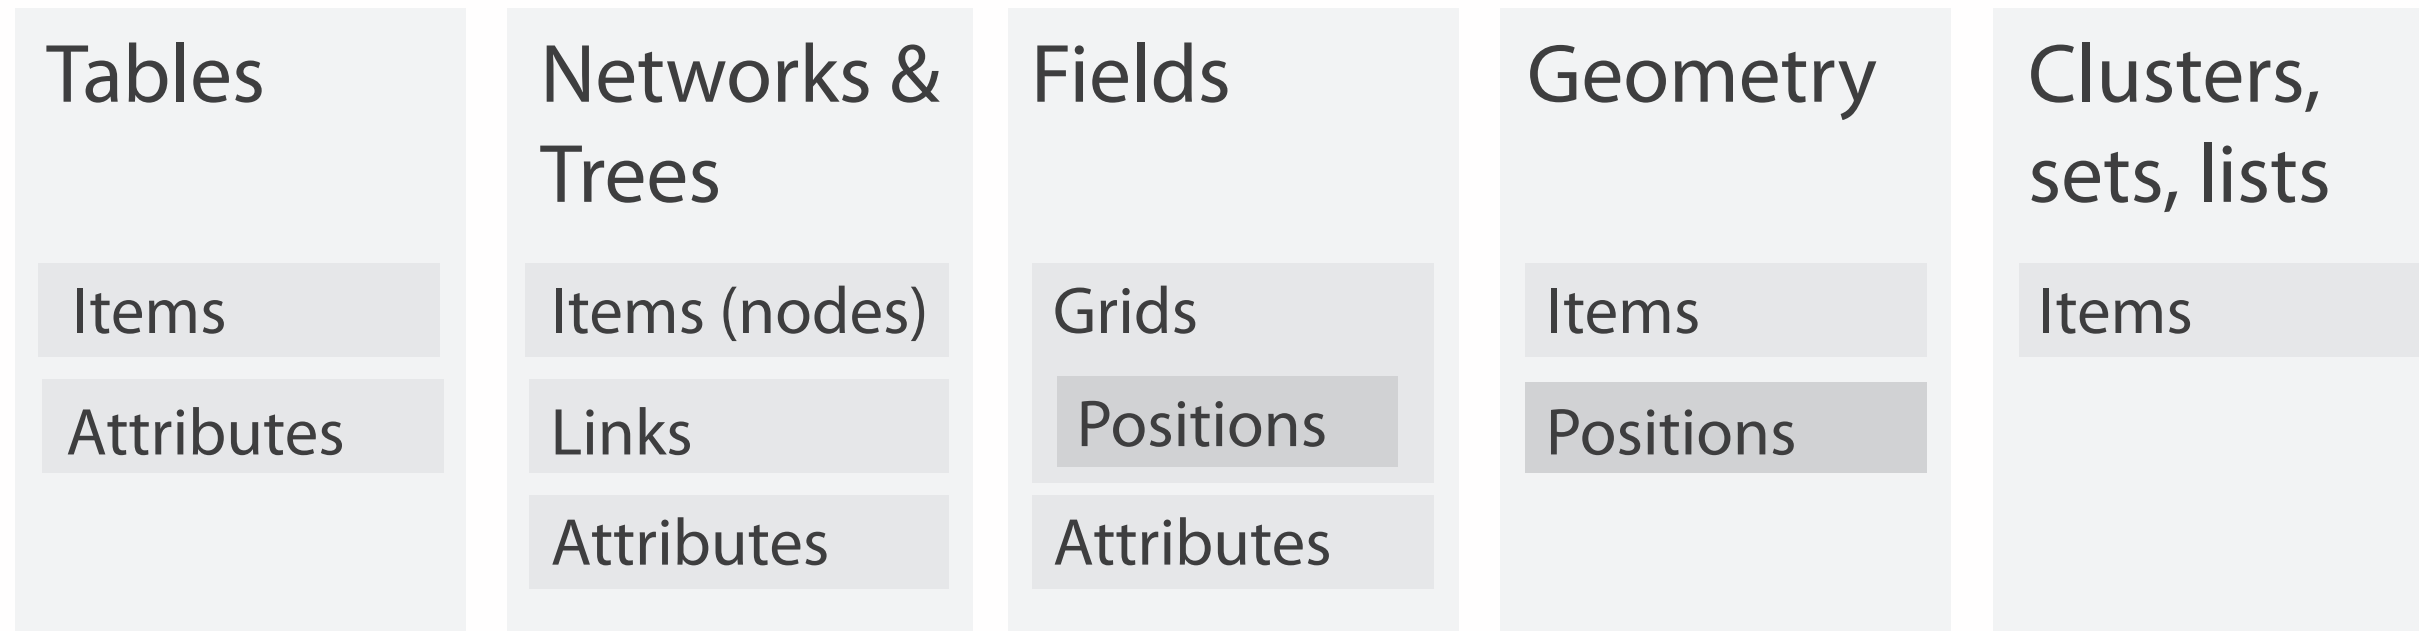 Tables
Items
Attributes
Networks &
Trees
Items (nodes)
Links
Attributes
Fields
Grids
Positions
Attributes
Geometry
Items
Positions
Clusters,
sets, lists
Items